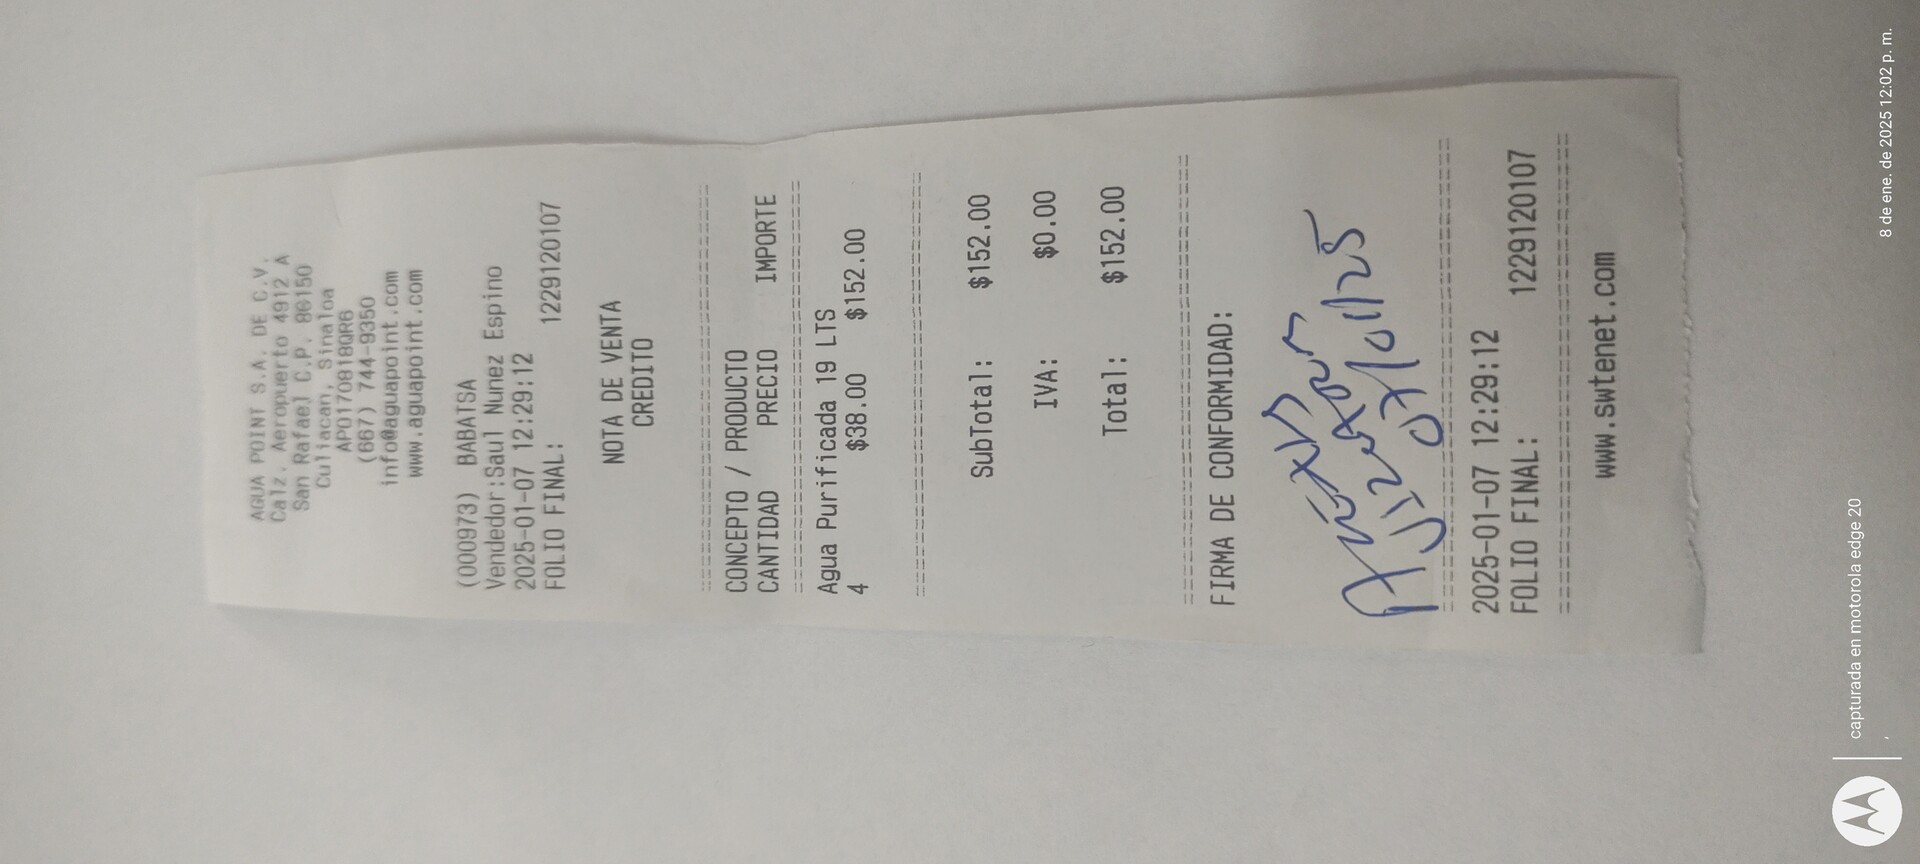 AGUA POINT S.A. DE C.V.
Calz. Aeropuerto 4912 A
San Rafael C.P. 80150
Culiacan, Sinaloa
APO170818QR6
(667) 744-9350
info@aguapoint.com
www.aguapoint.com
(000973) BABATSA
Vendedor:Saul Nunez Espino
2025-01-07 12:29:12
FOLIO FINAL: 1229120107
NOTA DE VENTA
CREDITO
CONCEPTO / PRODUCTO
CANTIDAD PRECIO IMPORTE
Agua Purificada 19 LTS
4 $38.00 $152.00
SubTotal: $152.00
IVA: $0.00
Total: $152.00
FIRMA DE CONFORMIDAD:
07/01/25
2025-01-07 12:29:12
FOLIO FINAL: 1229120107
www.swtenet.com
capturada en motorola edge 20
8 de ene. de 2025 12:02 p. m.